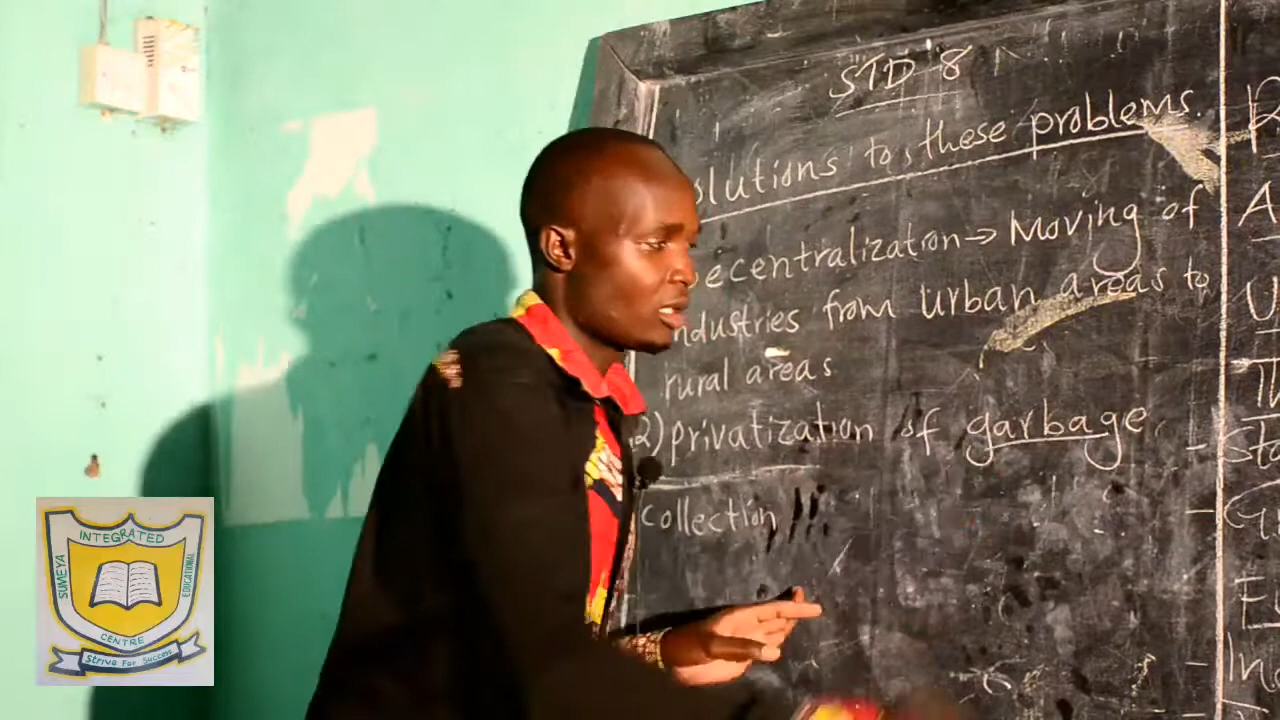 STD 8
olutions to these problems.
ecentralization → Moving of
ndustries from urban areas to
rural areas
2) privatization of garbage
collection
INTEGRATED
SUMEYA
EDUCATIONAL
CENTRE
Strive For Success